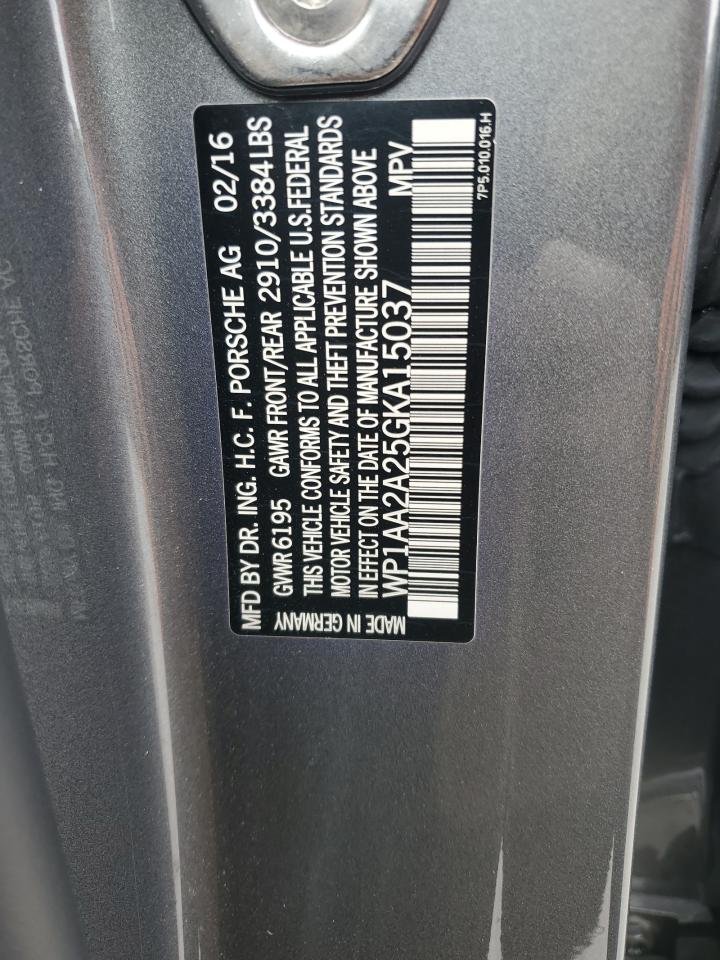 MFD BY DR. ING. H.C. F. PORSCHE AG 02/16
GVWR 6195 GAWR FRONT/REAR 2910/3384 LBS
THIS VEHICLE CONFORMS TO ALL APPLICABLE U.S. FEDERAL
MOTOR VEHICLE SAFETY AND THEFT PREVENTION STANDARDS
IN EFFECT ON THE DATE OF MANUFACTURE SHOWN ABOVE
WP1AA2A25GKA15037 MPV
MADE IN GERMANY
7P5.010.016.H